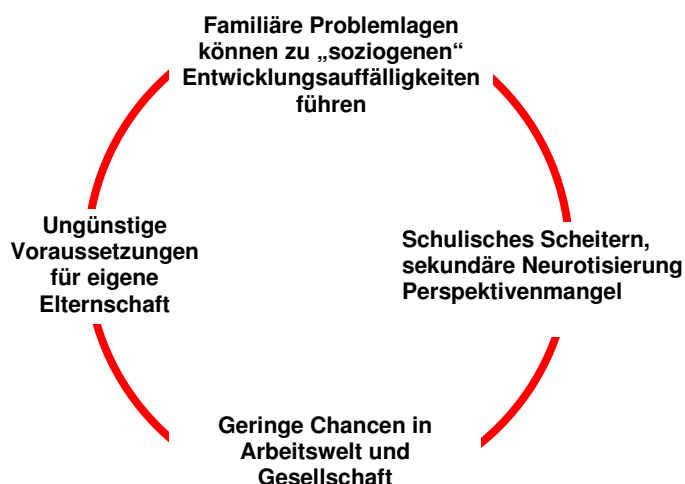 Familiäre Problemlagen
können zu „soziogenen“
Entwicklungsauffälligkeiten
führen
Schulisches Scheitern,
sekundäre Neurotisierung
Perspektivenmangel
Geringe Chancen in
Arbeitswelt und
Gesellschaft
Ungünstige
Voraussetzungen
für eigene
Elternschaft